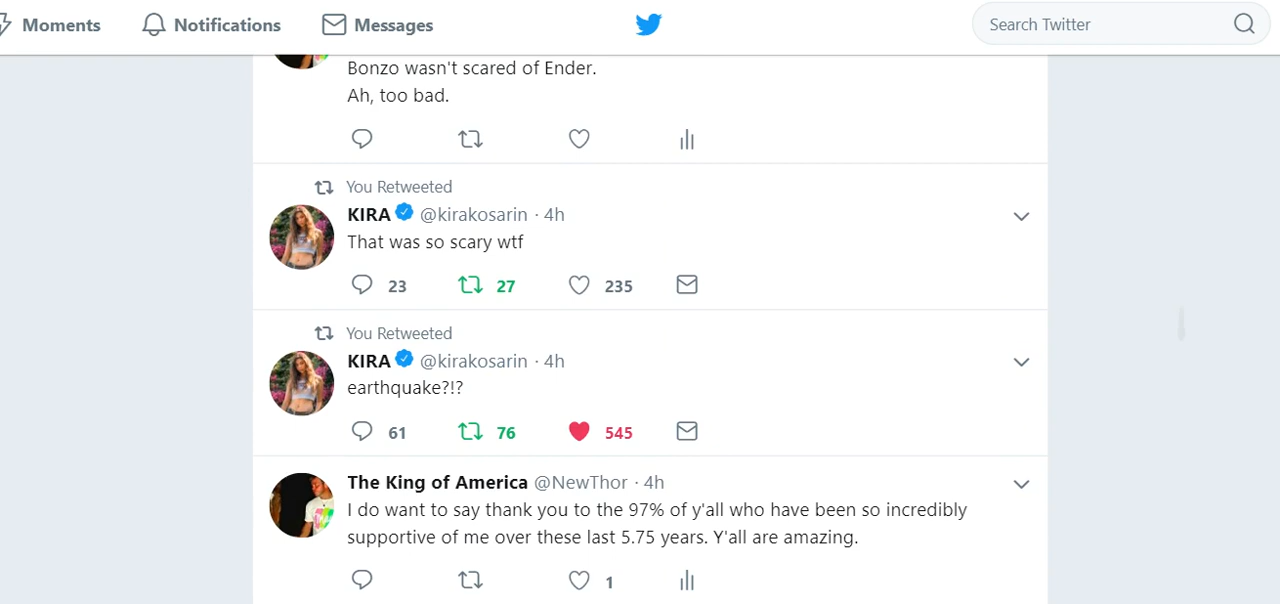 Moments Notifications Messages Search Twitter
Bonzo wasn't scared of Ender.
Ah, too bad.
You Retweeted
KIRA @kirakosarin · 4h
That was so scary wtf
23 27 235
You Retweeted
KIRA @kirakosarin · 4h
earthquake?!?
61 76 545
The King of America @NewThor · 4h
I do want to say thank you to the 97% of y'all who have been so incredibly
supportive of me over these last 5.75 years. Y'all are amazing.
1